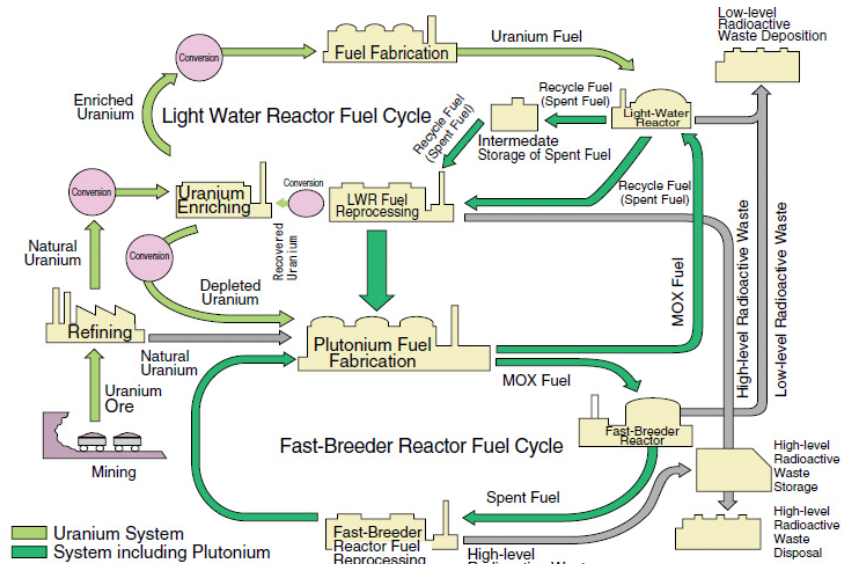 Low-level
Radioactive
Waste Deposition
Conversion
Fuel Fabrication
Uranium Fuel
Enriched
Uranium
Light Water Reactor Fuel Cycle
Recycle Fuel
(Spent Fuel)
Light-Water
Reactor
Recycle Fuel
(Spent Fuel)
Intermedate
Storage of Spent Fuel
Recycle Fuel
(Spent Fuel)
Conversion
Uranium
Enriching
Conversion
LWR Fuel
Reprocessing
Natural
Uranium
Conversion
Recovered
Uranium
Depleted
Uranium
MOX Fuel
High-level Radioactive Waste
Low-level Radioactive Waste
Refining
Natural
Uranium
Plutonium Fuel
Fabrication
MOX Fuel
Uranium
Ore
Mining
Fast-Breeder Reactor Fuel Cycle
Fast-Breeder
Reactor
High-level
Radioactive
Waste
Storage
Spent Fuel
High-level
Radioactive
Waste
Disposal
Uranium System
System including Plutonium
Fast-Breeder
Reactor Fuel
Reprocessing
High-level
Radioactive Waste